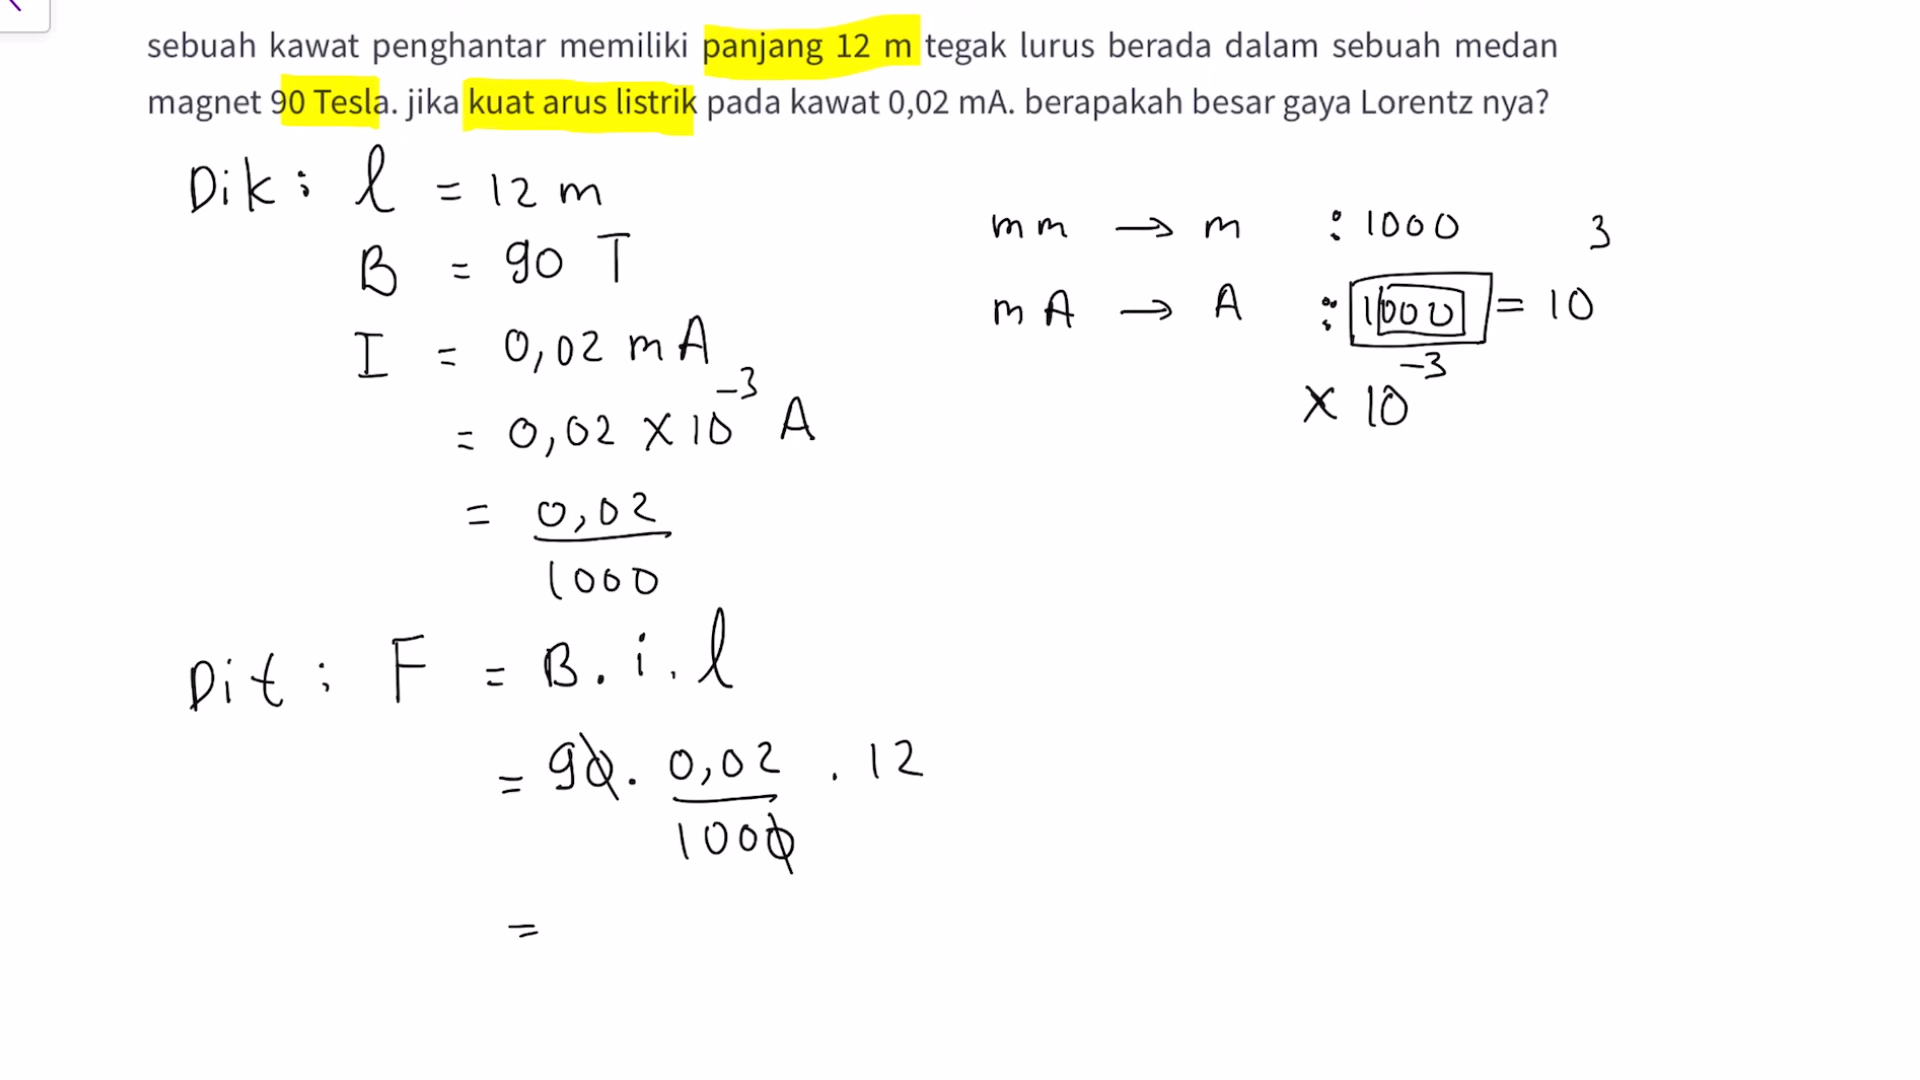 sebuah kawat penghantar memiliki panjang 12 m tegak lurus berada dalam sebuah medan
magnet 90 Tesla. jika kuat arus listrik pada kawat 0,02 mA. berapakah besar gaya Lorentz nya?
Dik : l = 12 m
B = 90 T
I = 0,02 mA
= 0,02 × 10⁻³ A
= 0,02
1000
mm → m : 1000
mA → A : 1000 = 10³
× 10⁻³
Dit : F = B . i . l
= 90 . 0,02 . 12
1000
=